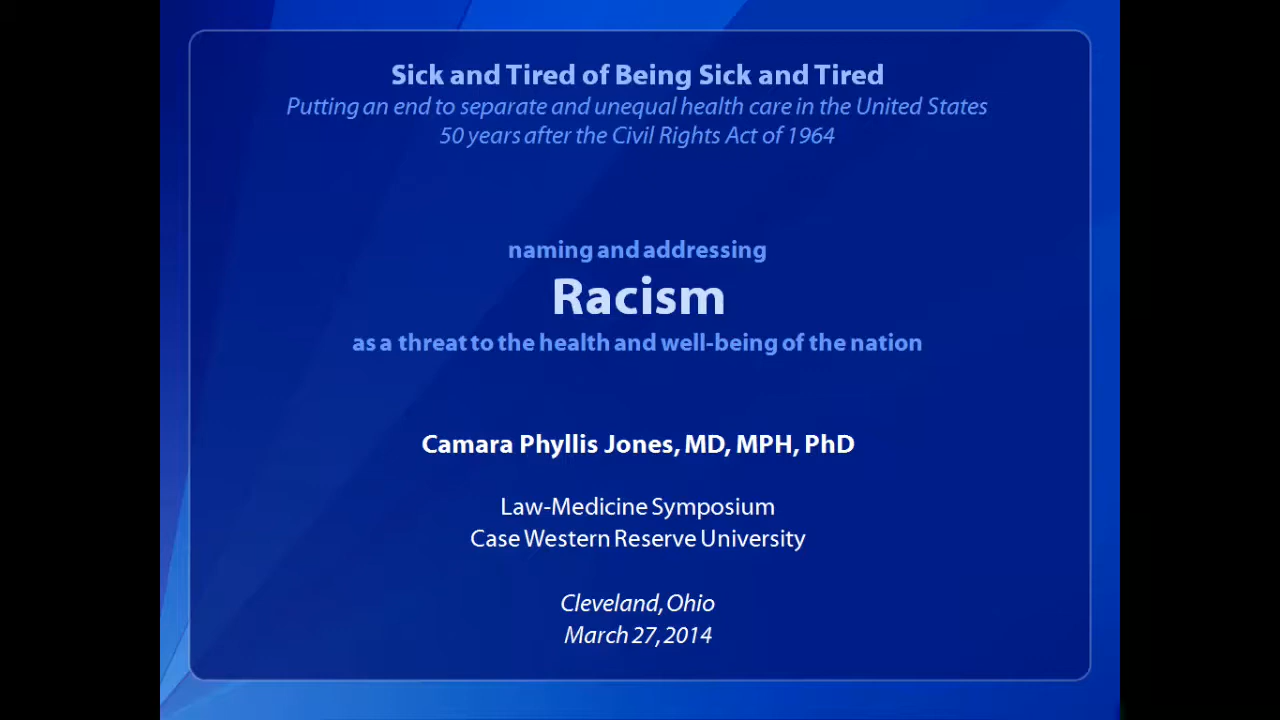 Sick and Tired of Being Sick and Tired
Putting an end to separate and unequal health care in the United States
50 years after the Civil Rights Act of 1964
naming and addressing
Racism
as a threat to the health and well-being of the nation
Camara Phyllis Jones, MD, MPH, PhD
Law-Medicine Symposium
Case Western Reserve University
Cleveland, Ohio
March 27, 2014